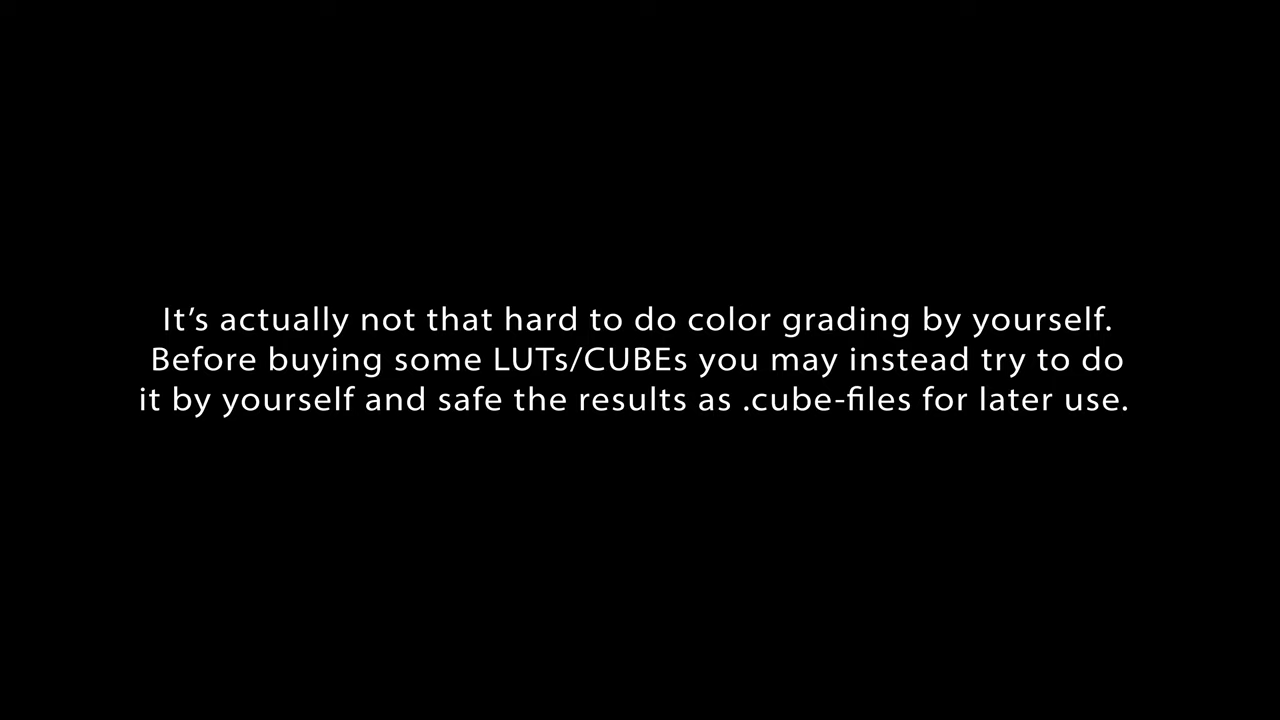 It’s actually not that hard to do color grading by yourself.
Before buying some LUTs/CUBEs you may instead try to do
it by yourself and safe the results as .cube-files for later use.